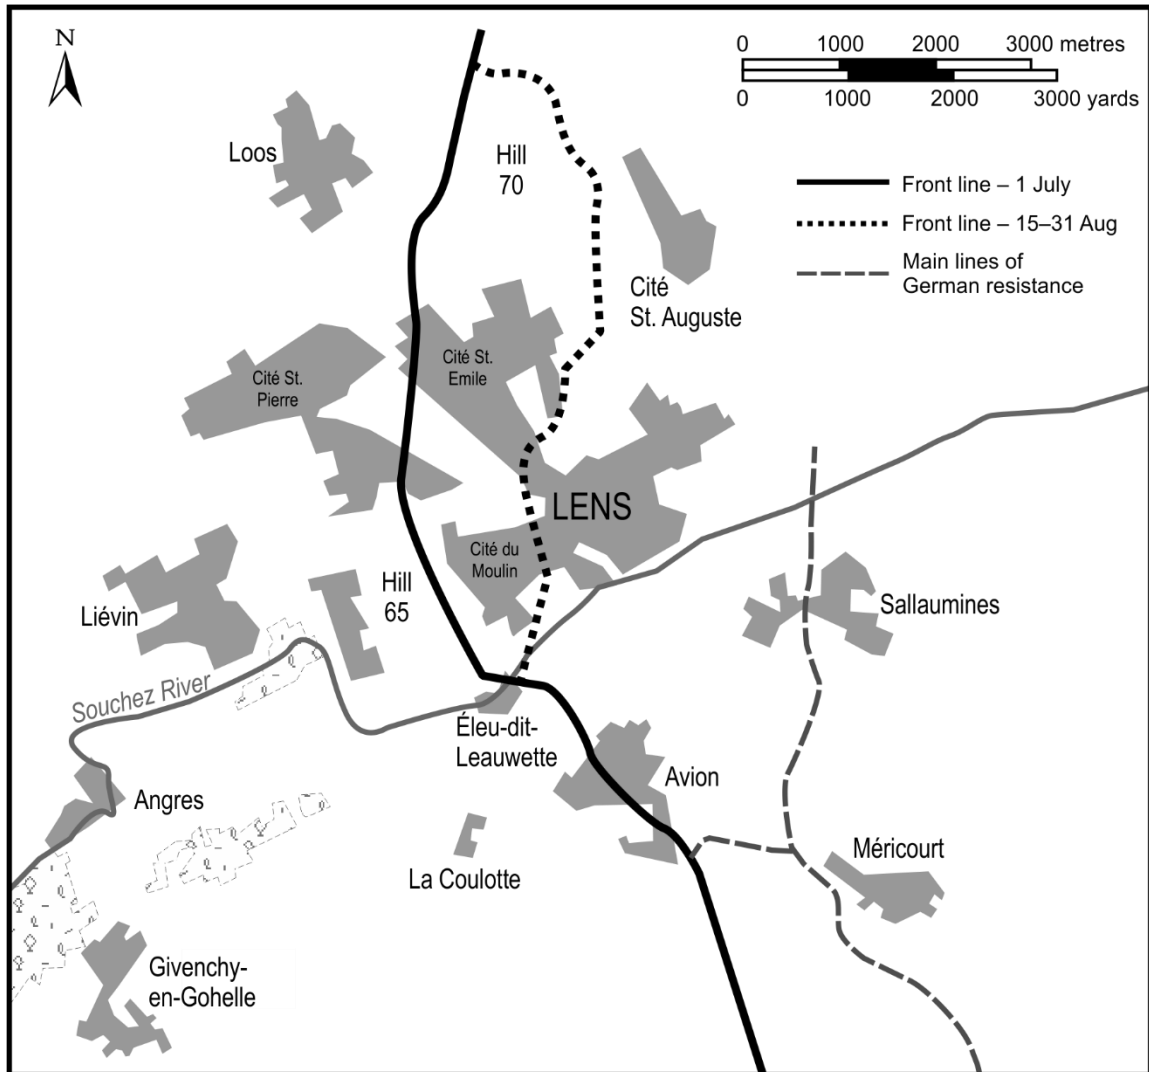 N
0 1000 2000 3000 metres
0 1000 2000 3000 yards
Loos
Hill
70
Front line – 1 July
Front line – 15–31 Aug
Main lines of
German resistance
Cité
St. Auguste
Cité St.
Emile
Cité St.
Pierre
LENS
Cité du
Moulin
Hill
65
Liévin
Sallaumines
Souchez River
Éleu-dit-
Leauwette
Avion
Angres
Méricourt
La Coulotte
Givenchy-
en-Gohelle